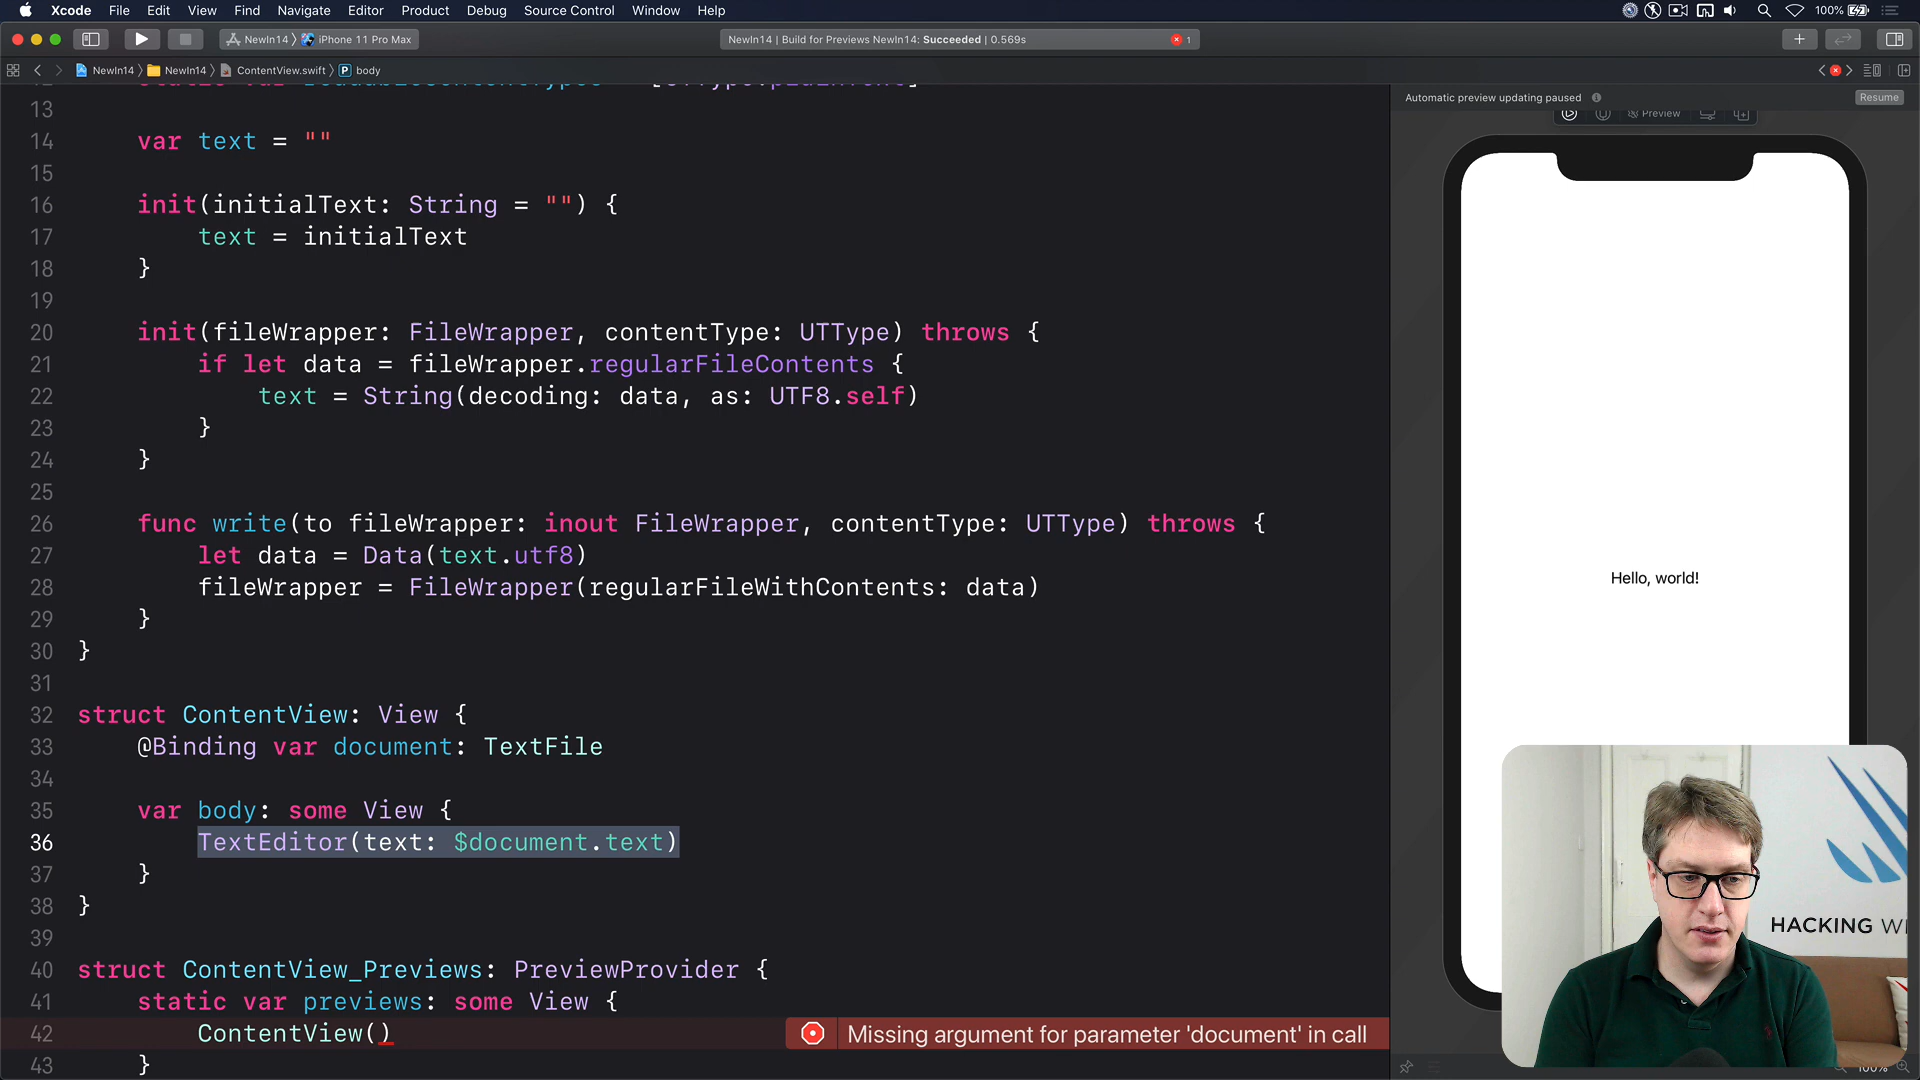 Xcode File Edit View Find Navigate Editor Product Debug Source Control Window Help 100%
NewIn14 iPhone 11 Pro Max NewIn14 | Build for Previews NewIn14: Succeeded | 0.569s 1
NewIn14 NewIn14 ContentView.swift P body
Automatic preview updating paused Resume
Preview
13
14 var text = ""
15
16 init(initialText: String = "") {
17 text = initialText
18 }
19
20 init(fileWrapper: FileWrapper, contentType: UTType) throws {
21 if let data = fileWrapper.regularFileContents {
22 text = String(decoding: data, as: UTF8.self)
23 }
24 }
25
26 func write(to fileWrapper: inout FileWrapper, contentType: UTType) throws {
27 let data = Data(text.utf8)
28 fileWrapper = FileWrapper(regularFileWithContents: data)
29 }
30 }
31
32 struct ContentView: View {
33 @Binding var document: TextFile
34
35 var body: some View {
36 TextEditor(text: $document.text)
37 }
38 }
39
40 struct ContentView_Previews: PreviewProvider {
41 static var previews: some View {
42 ContentView() Missing argument for parameter 'document' in call
43 }
Hello, world!
HACKING WI
100%